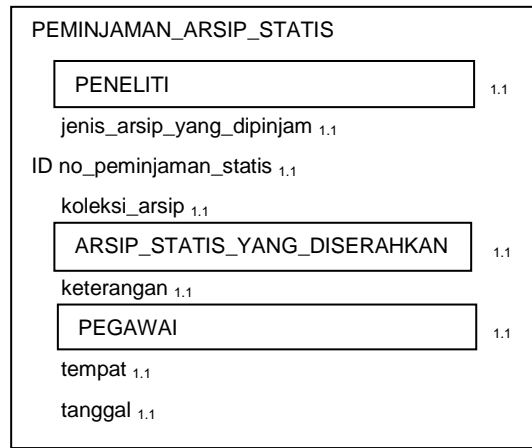 PEMINJAMAN_ARSIP_STATIS
PENELITI 1.1
jenis_arsip_yang_dipinjam 1.1
ID no_peminjaman_statis 1.1
koleksi_arsip 1.1
ARSIP_STATIS_YANG_DISERAHKAN 1.1
keterangan 1.1
PEGAWAI 1.1
tempat 1.1
tanggal 1.1